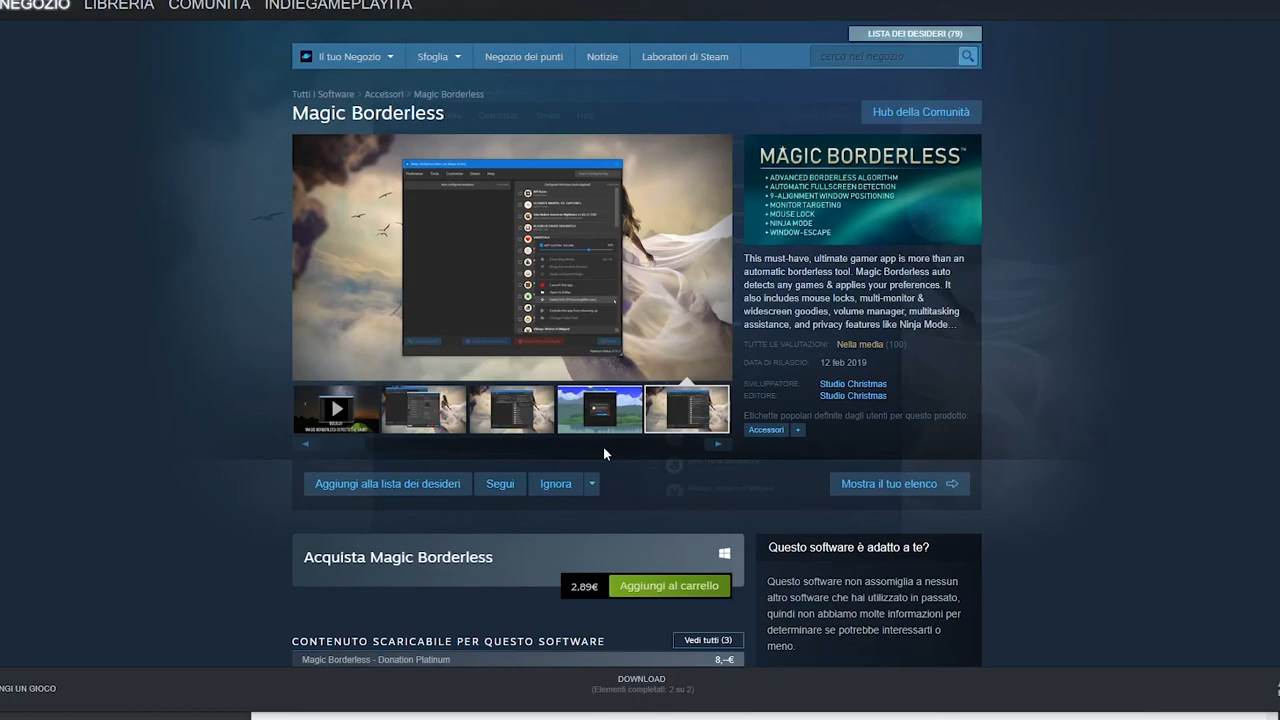 NEGOZIO LIBRERIA COMUNITÀ INDIEGAMEPLAYITA
LISTA DEI DESIDERI (79)
Il tuo Negozio Sfoglia Negozio dei punti Notizie Laboratori di Steam cerca nel negozio
Tutti i Software > Accessori > Magic Borderless
Magic Borderless
Hub della Comunità
MAGIC BORDERLESS™
+ ADVANCED BORDERLESS ALGORITHM
+ AUTOMATIC FULLSCREEN DETECTION
+ 9-ALIGNMENT WINDOW POSITIONING
+ MONITOR TARGETING
+ MOUSE LOCK
+ NINJA MODE
+ WINDOW-ESCAPE
This must-have, ultimate gamer app is more than an
automatic borderless tool. Magic Borderless auto
detects any games & applies your preferences. It
also includes mouse locks, multi-monitor &
widescreen goodies, volume manager, multitasking
assistance, and privacy features like Ninja Mode...
TUTTE LE VALUTAZIONI: Nella media (100)
DATA DI RILASCIO: 12 feb 2019
SVILUPPATORE: Studio Christmas
EDITORE: Studio Christmas
Etichette popolari definite dagli utenti per questo prodotto
Accessori +
Aggiungi alla lista dei desideri Segui Ignora Mostra il tuo elenco
Acquista Magic Borderless
2,89€ Aggiungi al carrello
Questo software è adatto a te?
Questo software non assomiglia a nessun
altro software che hai utilizzato in passato,
quindi non abbiamo molte informazioni per
determinare se potrebbe interessarti o
meno.
CONTENUTO SCARICABILE PER QUESTO SOFTWARE Vedi tutti (3)
Magic Borderless - Donation Platinum 8,--€
NGI UN GIOCO
DOWNLOAD
(Elementi completati: 2 su 2)